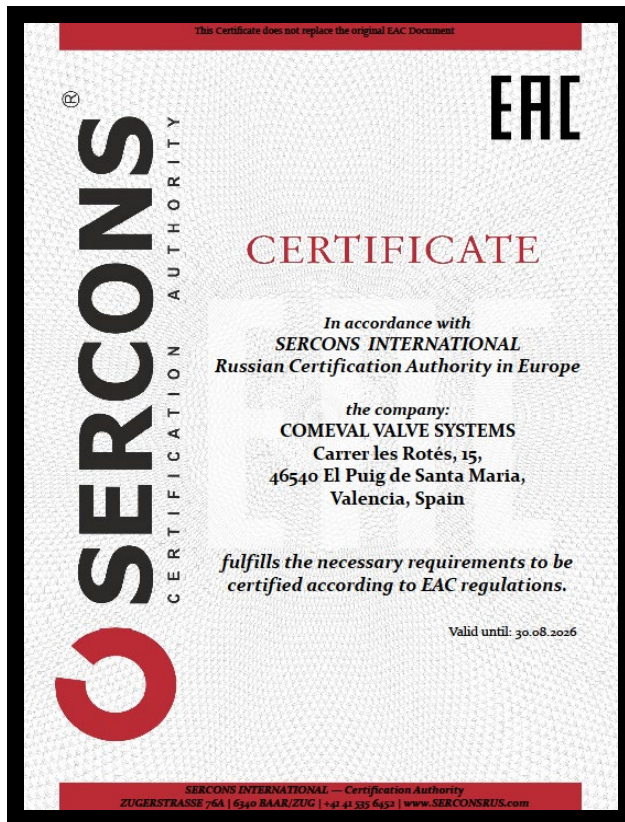 This Certificate does not replace the original EAC Document
EAC
SERCONS®
CERTIFICATION AUTHORITY
CERTIFICATE
In accordance with
SERCONS INTERNATIONAL
Russian Certification Authority in Europe
the company:
COMEVAL VALVE SYSTEMS
Carrer les Rotés, 15,
46540 El Puig de Santa Maria,
Valencia, Spain
fulfills the necessary requirements to be
certified according to EAC regulations.
Valid until: 30.08.2026
SERCONS INTERNATIONAL — Certification Authority
ZUGERSTRASSE 76A | 6340 BAAR/ZUG | +41 41 535 6452 | www.SERCONSRUS.com